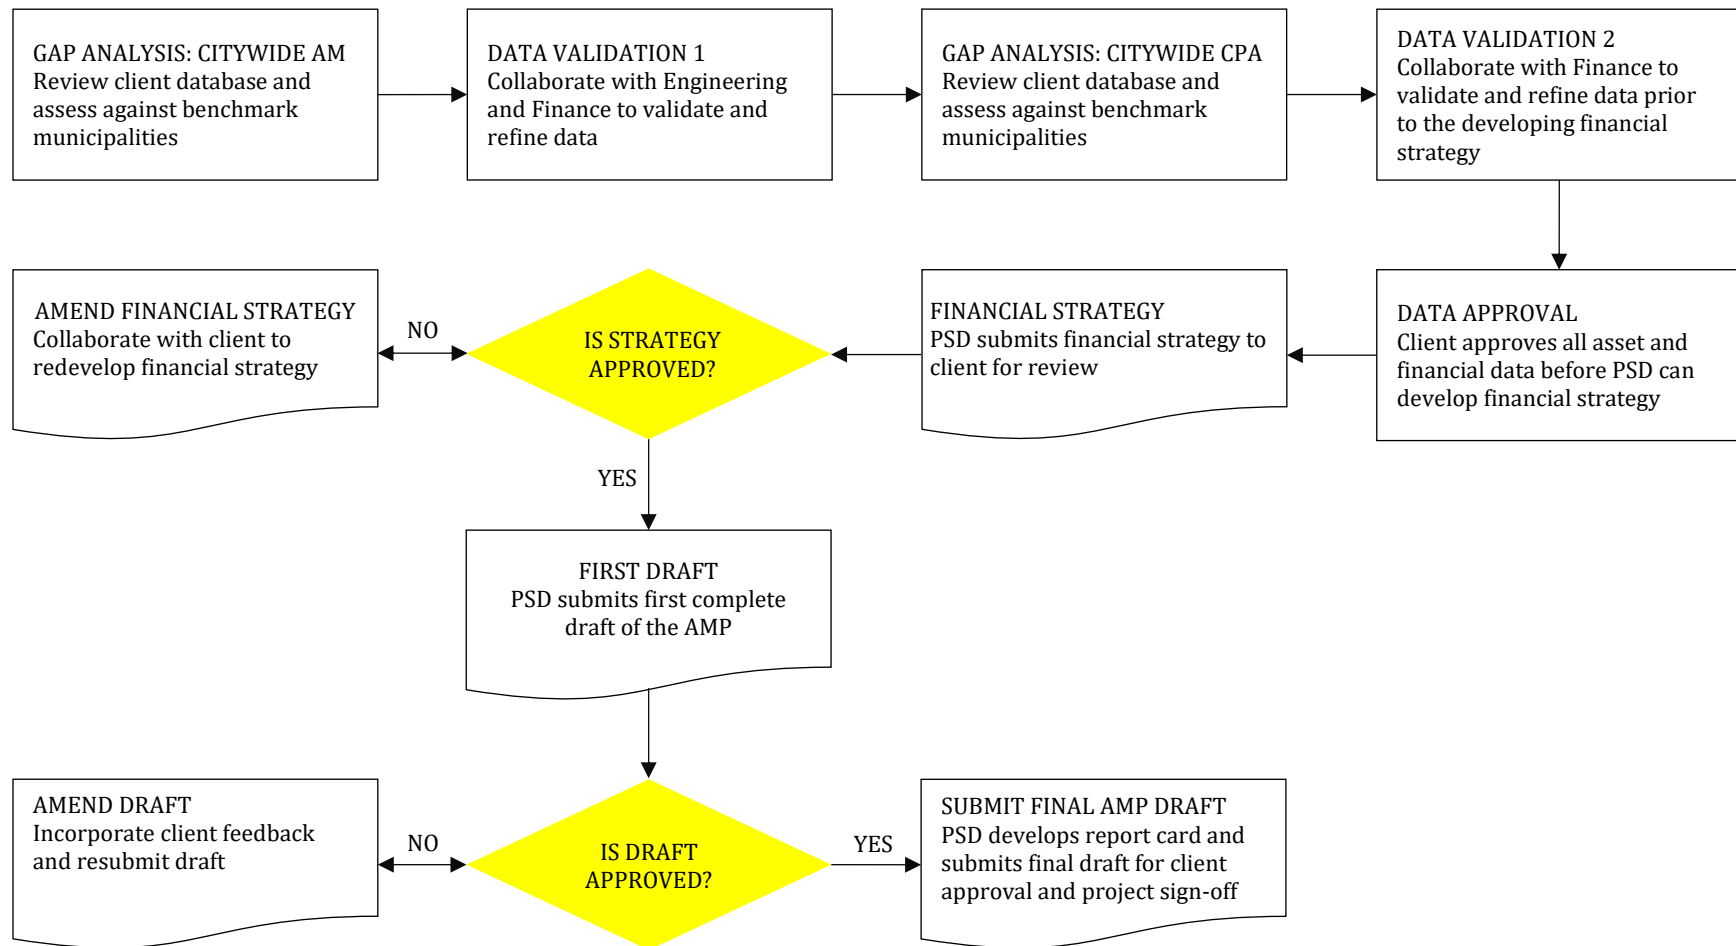 GAP ANALYSIS: CITYWIDE AM
Review client database and
assess against benchmark
municipalities
DATA VALIDATION 1
Collaborate with Engineering
and Finance to validate and
refine data
GAP ANALYSIS: CITYWIDE CPA
Review client database and
assess against benchmark
municipalities
DATA VALIDATION 2
Collaborate with Finance to
validate and refine data prior
to the developing financial
strategy
DATA APPROVAL
Client approves all asset and
financial data before PSD can
develop financial strategy
FINANCIAL STRATEGY
PSD submits financial strategy to
client for review
IS STRATEGY
APPROVED?
NO
AMEND FINANCIAL STRATEGY
Collaborate with client to
redevelop financial strategy
YES
FIRST DRAFT
PSD submits first complete
draft of the AMP
IS DRAFT
APPROVED?
NO
AMEND DRAFT
Incorporate client feedback
and resubmit draft
YES
SUBMIT FINAL AMP DRAFT
PSD develops report card and
submits final draft for client
approval and project sign-off